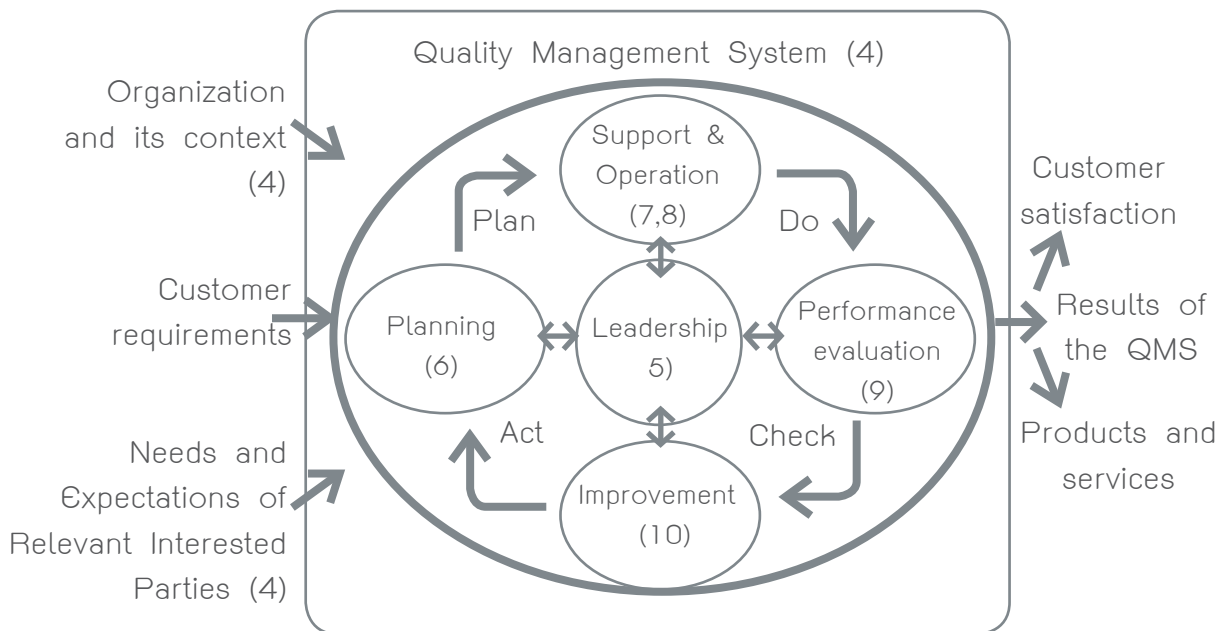 Quality Management System (4)
Organization
and its context
(4)
Customer
requirements
Needs and
Expectations of
Relevant Interested
Parties (4)
Support &
Operation
(7,8)
Plan
Do
Planning
(6)
Leadership
5)
Performance
evaluation
(9)
Act
Check
Improvement
(10)
Customer
satisfaction
Results of
the QMS
Products and
services